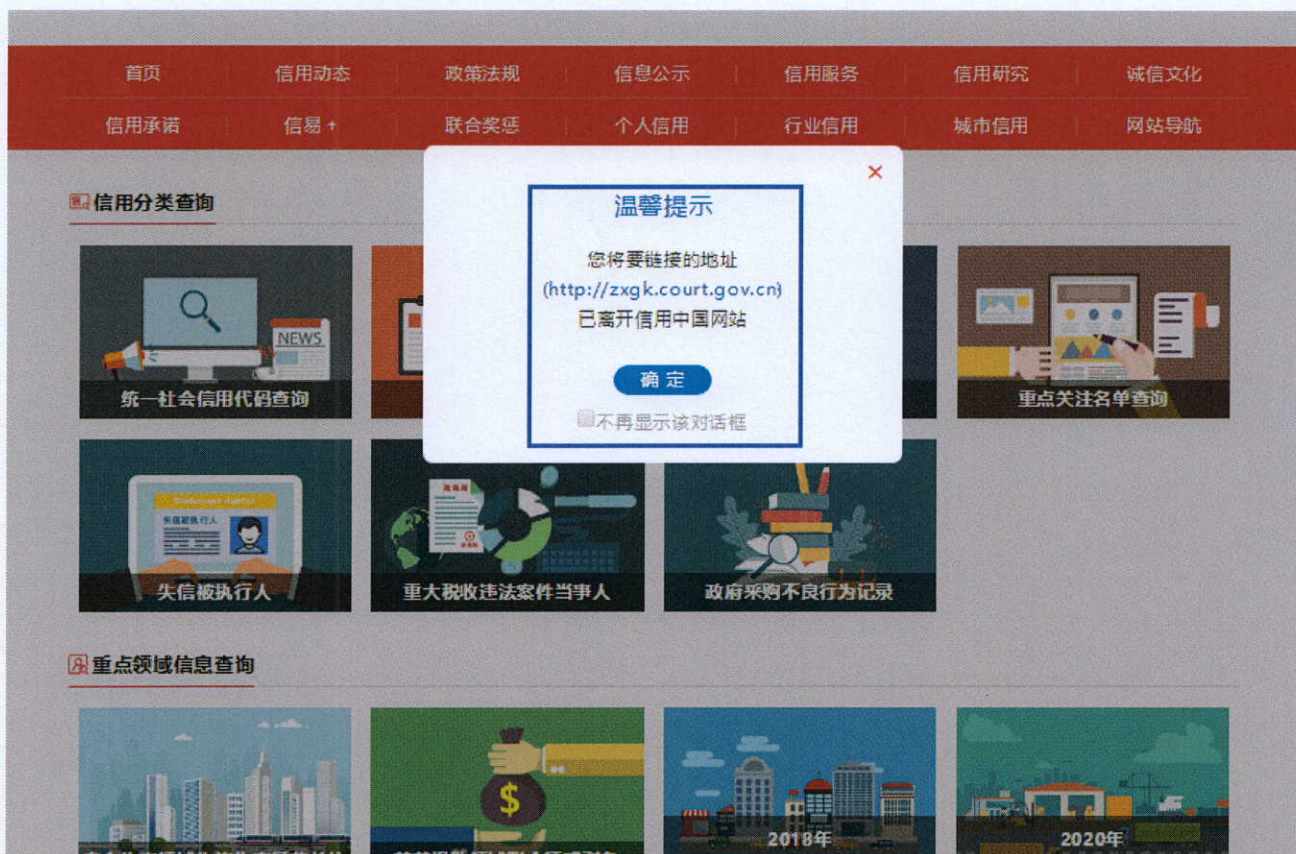 首页 信用动态 政策法规 信息公示 信用服务 信用研究 诚信文化
信用承诺 信易+ 联合奖惩 个人信用 行业信用 城市信用 网站导航
信用分类查询
×
温馨提示
您将要链接的地址
(http://zxgk.court.gov.cn)
已离开信用中国网站
确定
不再显示该对话框
NEWS
统一社会信用代码查询
重点关注名单查询
失信被执行人
失信被执行人
重大税收违法案件当事人
政府采购不良行为记录
重点领域信息查询
$
2018年
2020年